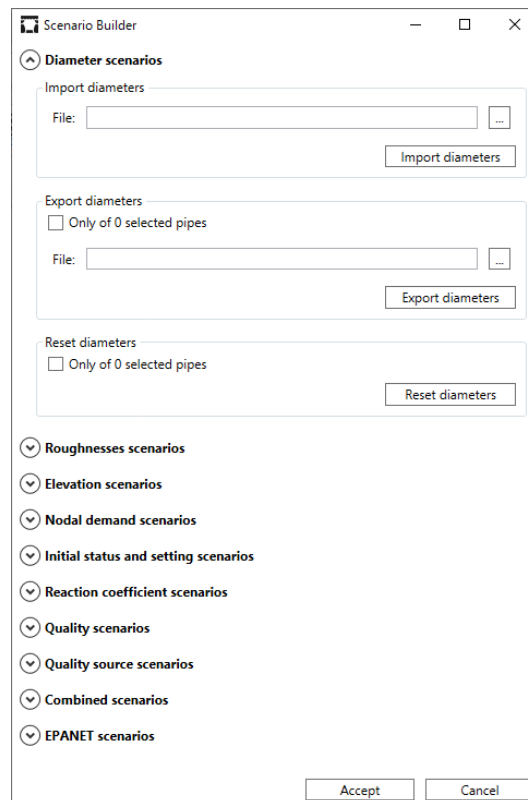 Scenario Builder
Diameter scenarios
Import diameters
File:
...
Import diameters
Export diameters
Only of 0 selected pipes
File:
...
Export diameters
Reset diameters
Only of 0 selected pipes
Reset diameters
Roughnesses scenarios
Elevation scenarios
Nodal demand scenarios
Initial status and setting scenarios
Reaction coefficient scenarios
Quality scenarios
Quality source scenarios
Combined scenarios
EPANET scenarios
Accept Cancel